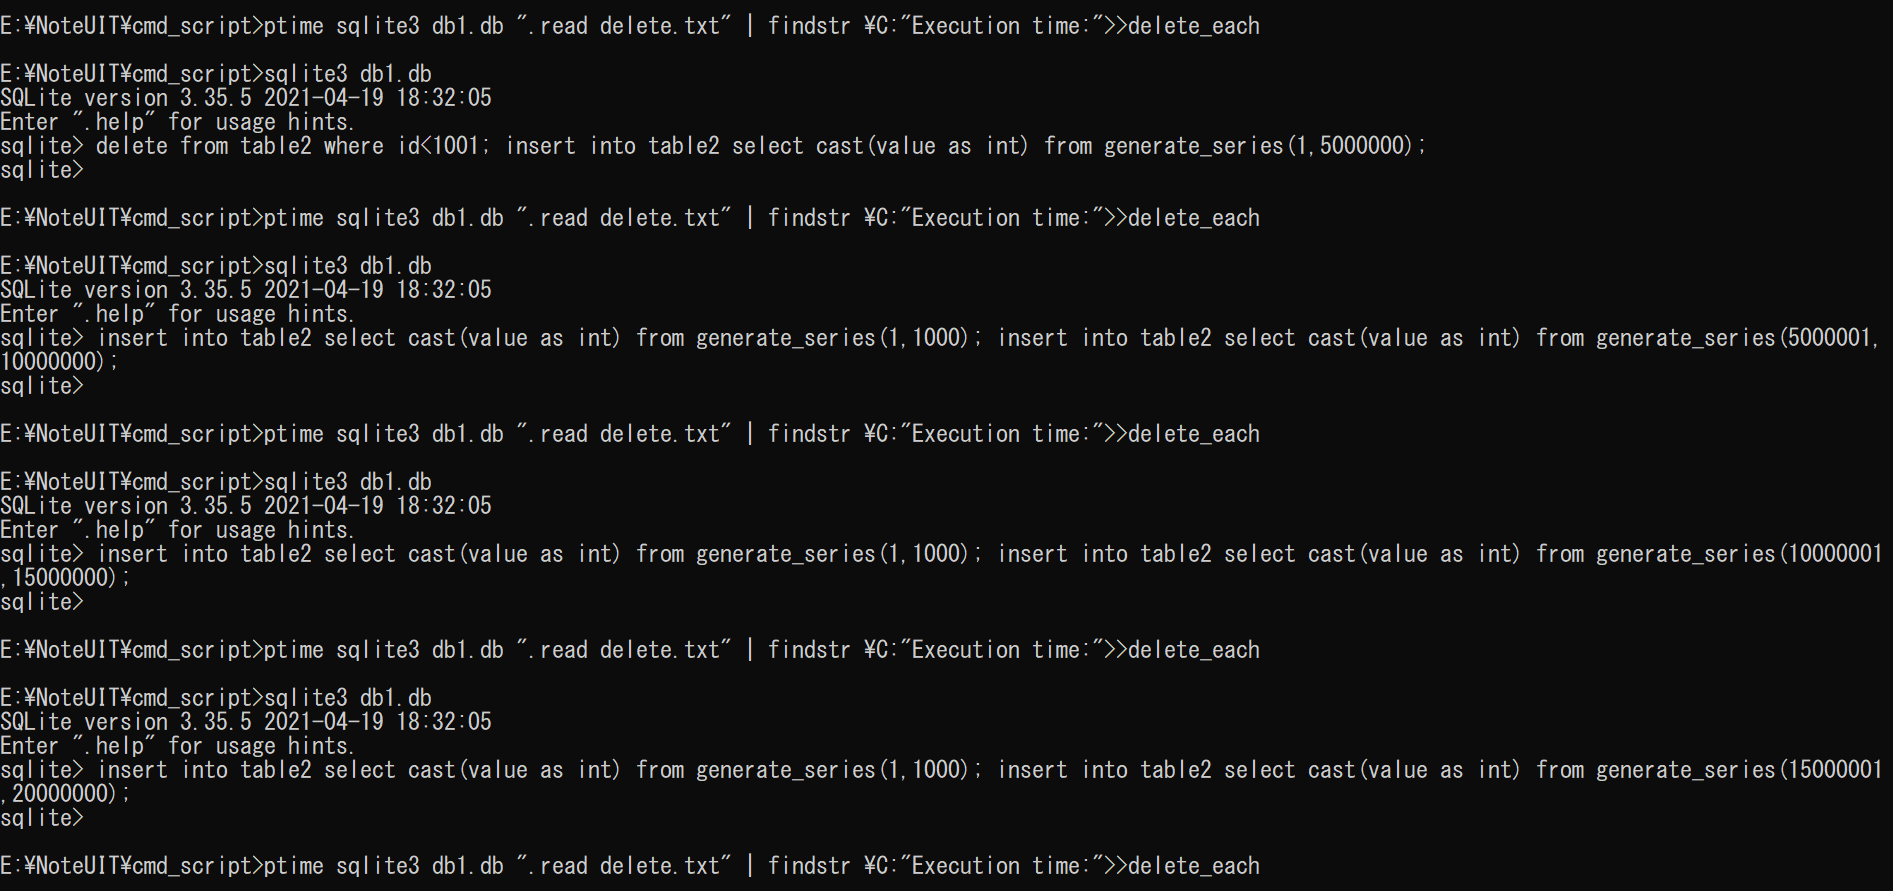 E:¥NoteUIT¥cmd_script>ptime sqlite3 db1.db ".read delete.txt" | findstr ¥C:"Execution time:">>delete_each
E:¥NoteUIT¥cmd_script>sqlite3 db1.db
SQLite version 3.35.5 2021-04-19 18:32:05
Enter ".help" for usage hints.
sqlite> delete from table2 where id<1001; insert into table2 select cast(value as int) from generate_series(1,5000000);
sqlite>
E:¥NoteUIT¥cmd_script>ptime sqlite3 db1.db ".read delete.txt" | findstr ¥C:"Execution time:">>delete_each
E:¥NoteUIT¥cmd_script>sqlite3 db1.db
SQLite version 3.35.5 2021-04-19 18:32:05
Enter ".help" for usage hints.
sqlite> insert into table2 select cast(value as int) from generate_series(1,1000); insert into table2 select cast(value as int) from generate_series(5000001,
10000000);
sqlite>
E:¥NoteUIT¥cmd_script>ptime sqlite3 db1.db ".read delete.txt" | findstr ¥C:"Execution time:">>delete_each
E:¥NoteUIT¥cmd_script>sqlite3 db1.db
SQLite version 3.35.5 2021-04-19 18:32:05
Enter ".help" for usage hints.
sqlite> insert into table2 select cast(value as int) from generate_series(1,1000); insert into table2 select cast(value as int) from generate_series(10000001
,15000000);
sqlite>
E:¥NoteUIT¥cmd_script>ptime sqlite3 db1.db ".read delete.txt" | findstr ¥C:"Execution time:">>delete_each
E:¥NoteUIT¥cmd_script>sqlite3 db1.db
SQLite version 3.35.5 2021-04-19 18:32:05
Enter ".help" for usage hints.
sqlite> insert into table2 select cast(value as int) from generate_series(1,1000); insert into table2 select cast(value as int) from generate_series(15000001
,20000000);
sqlite>
E:¥NoteUIT¥cmd_script>ptime sqlite3 db1.db ".read delete.txt" | findstr ¥C:"Execution time:">>delete_each